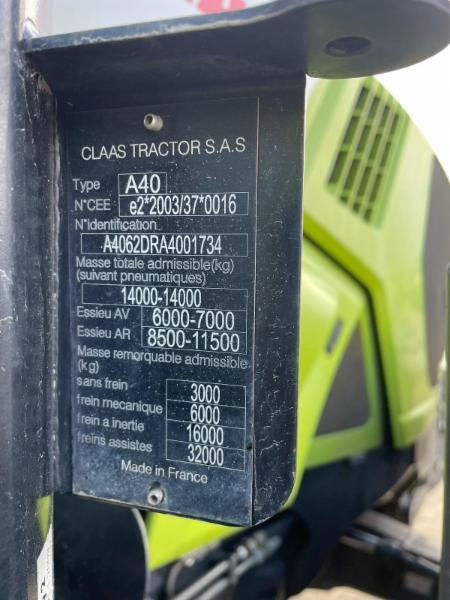 CLAAS TRACTOR S.A.S
Type A40
N°CEE e2*2003/37*0016
N°identification
A4062DRA4001734
Masse totale admissible(kg)
(suivant pneumatiques)
14000-14000
Essieu AV 6000-7000
Essieu AR 8500-11500
Masse remorquable admissible
(kg)
sans frein 3000
frein mecanique 6000
frein a inertie 16000
freins assistes 32000
Made in France